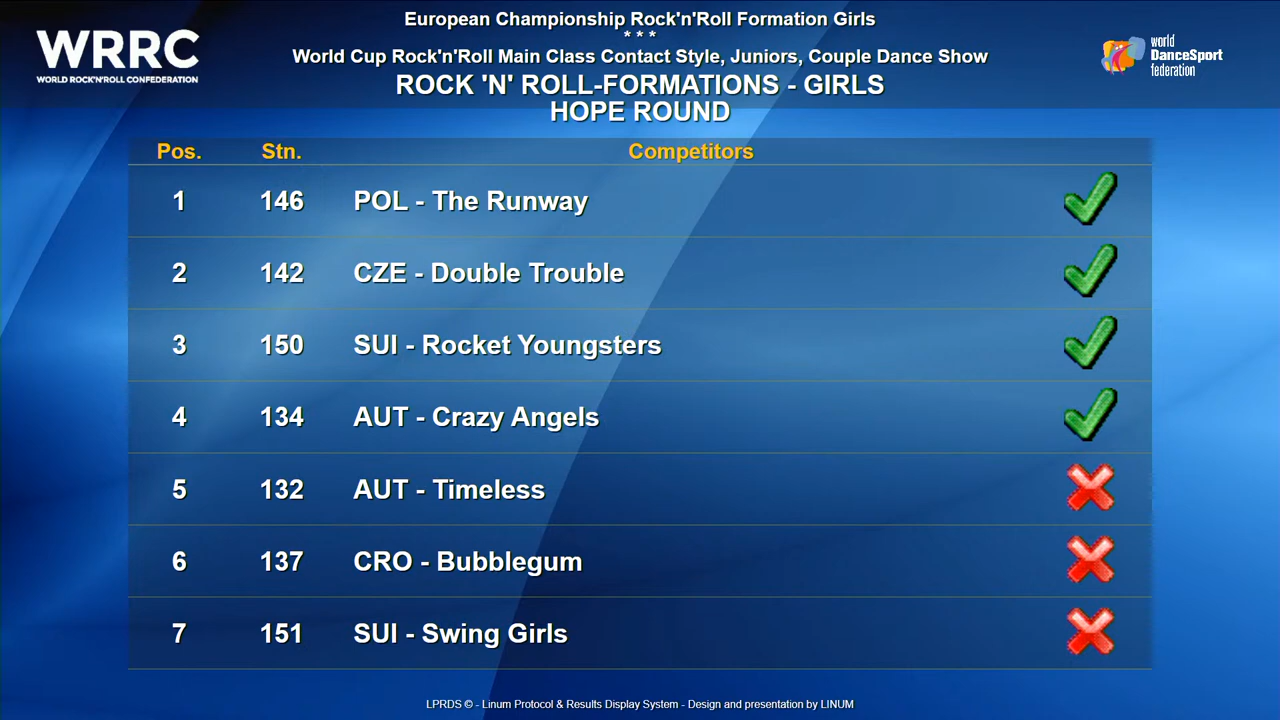 European Championship Rock'n'Roll Formation Girls
* * *
World Cup Rock'n'Roll Main Class Contact Style, Juniors, Couple Dance Show
ROCK 'N' ROLL-FORMATIONS - GIRLS
HOPE ROUND
WRRC
WORLD ROCK'N'ROLL CONFEDERATION
world
DanceSport
federation
Pos. Stn. Competitors
1 146 POL - The Runway
2 142 CZE - Double Trouble
3 150 SUI - Rocket Youngsters
4 134 AUT - Crazy Angels
5 132 AUT - Timeless
6 137 CRO - Bubblegum
7 151 SUI - Swing Girls
LPRDS © - Linum Protocol & Results Display System - Design and presentation by LINUM